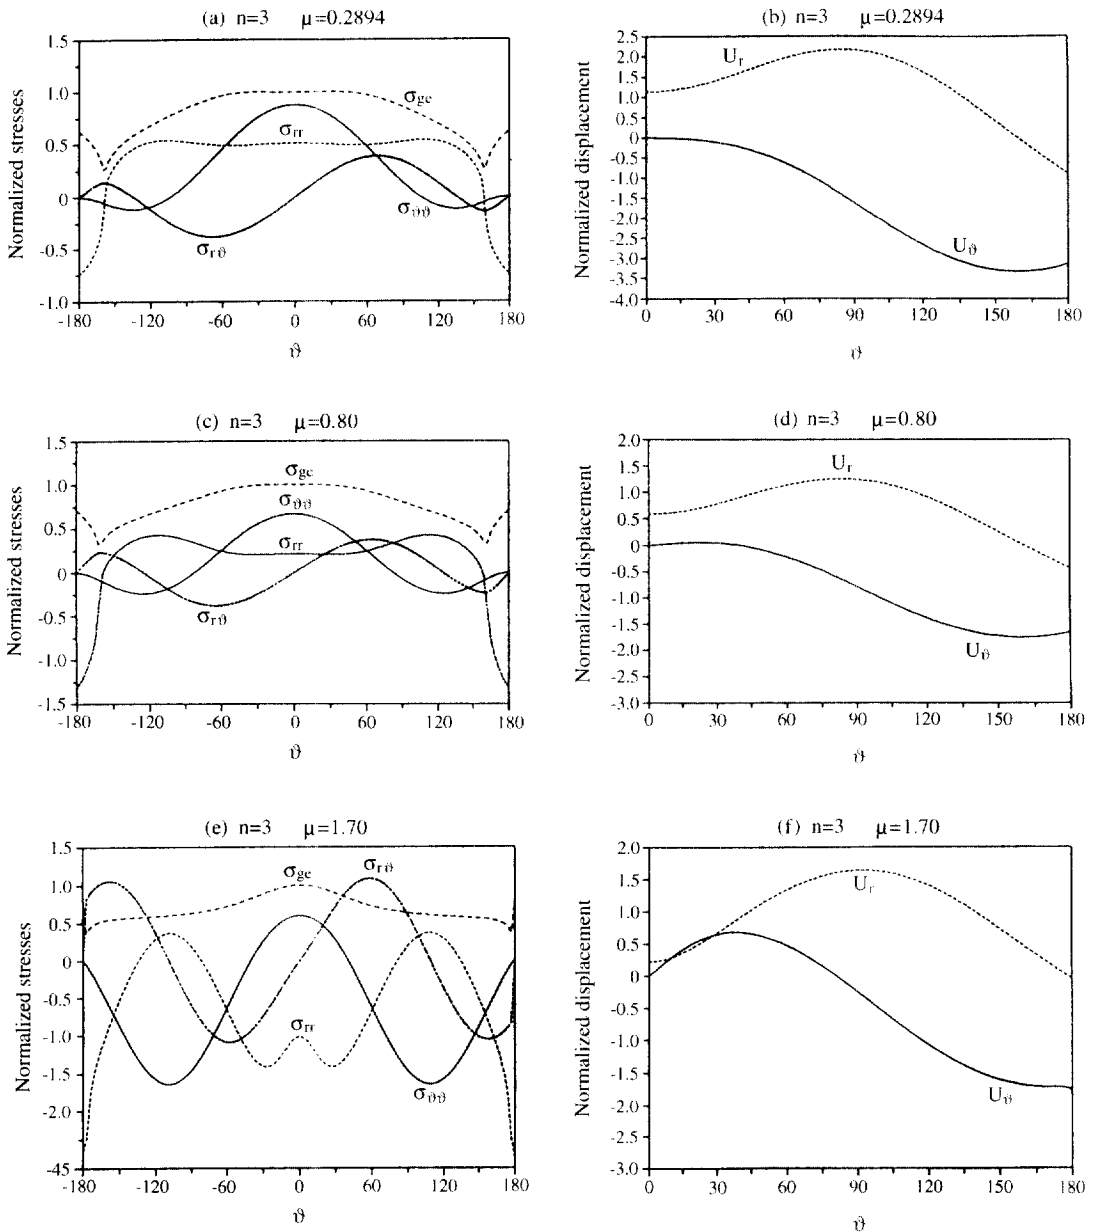 (a) n=3 μ=0.2894
Normalized stresses
1.5
1.0
0.5
0
-0.5
-1.0
σge
σrr
σϑϑ
σrϑ
-180 -120 -60 0 60 120 180
ϑ
(b) n=3 μ=0.2894
Normalized displacement
2.5
2.0
1.5
1.0
0.5
0
-0.5
-1.0
-1.5
-2.0
-2.5
-3.0
-3.5
-4.0
Ur
Uϑ
0 30 60 90 120 150 180
ϑ
(c) n=3 μ=0.80
Normalized stresses
1.5
1.0
0.5
0
-0.5
-1.0
-1.5
σge
σϑϑ
σrr
σrϑ
-180 -120 -60 0 60 120 180
ϑ
(d) n=3 μ=0.80
Normalized displacement
2.0
1.5
1.0
0.5
0
-0.5
-1.0
-1.5
-2.0
-2.5
-3.0
Ur
Uϑ
0 30 60 90 120 150 180
ϑ
(e) n=3 μ=1.70
Normalized stresses
1.5
1.0
0.5
0
-0.5
-1.0
-1.5
-2.0
-45
σge
σrϑ
σrr
σϑϑ
-180 -120 -60 0 60 120 180
ϑ
(f) n=3 μ=1.70
Normalized displacement
2.0
1.5
1.0
0.5
0
-0.5
-1.0
-1.5
-2.0
-2.5
-3.0
Ur
Uϑ
0 30 60 90 120 150 180
ϑ